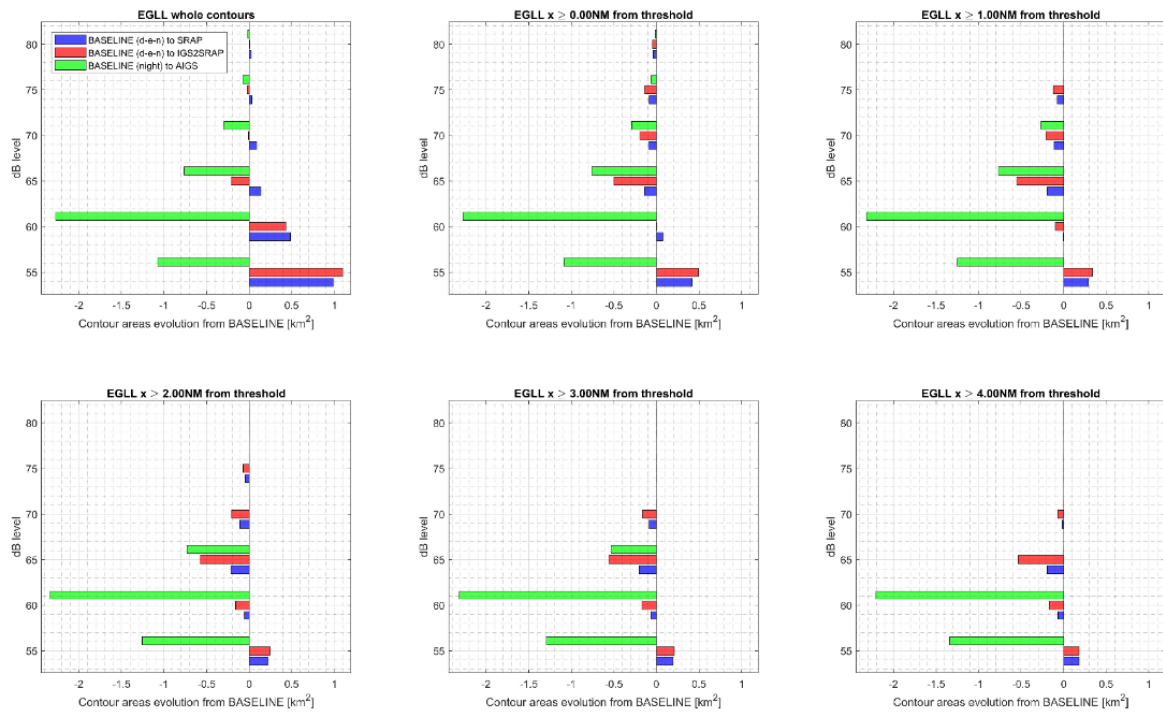 EGLL whole contours
80
75
70
65
60
55
dB level
BASELINE (d-e-n) to SRAP
BASELINE (d-e-n) to IGS2SRAP
BASELINE (night) to AIGS
-2 -1.5 -1 -0.5 0 0.5 1
Contour areas evolution from BASELINE [km²]
EGLL x ≥ 0.00NM from threshold
80
75
70
65
60
55
dB level
-2 -1.5 -1 -0.5 0 0.5 1
Contour areas evolution from BASELINE [km²]
EGLL x ≥ 1.00NM from threshold
80
75
70
65
60
55
dB level
-2 -1.5 -1 -0.5 0 0.5 1
Contour areas evolution from BASELINE [km²]
EGLL x ≥ 2.00NM from threshold
80
75
70
65
60
55
dB level
-2 -1.5 -1 -0.5 0 0.5 1
Contour areas evolution from BASELINE [km²]
EGLL x ≥ 3.00NM from threshold
80
75
70
65
60
55
dB level
-2 -1.5 -1 -0.5 0 0.5 1
Contour areas evolution from BASELINE [km²]
EGLL x ≥ 4.00NM from threshold
80
75
70
65
60
55
dB level
-2 -1.5 -1 -0.5 0 0.5 1
Contour areas evolution from BASELINE [km²]